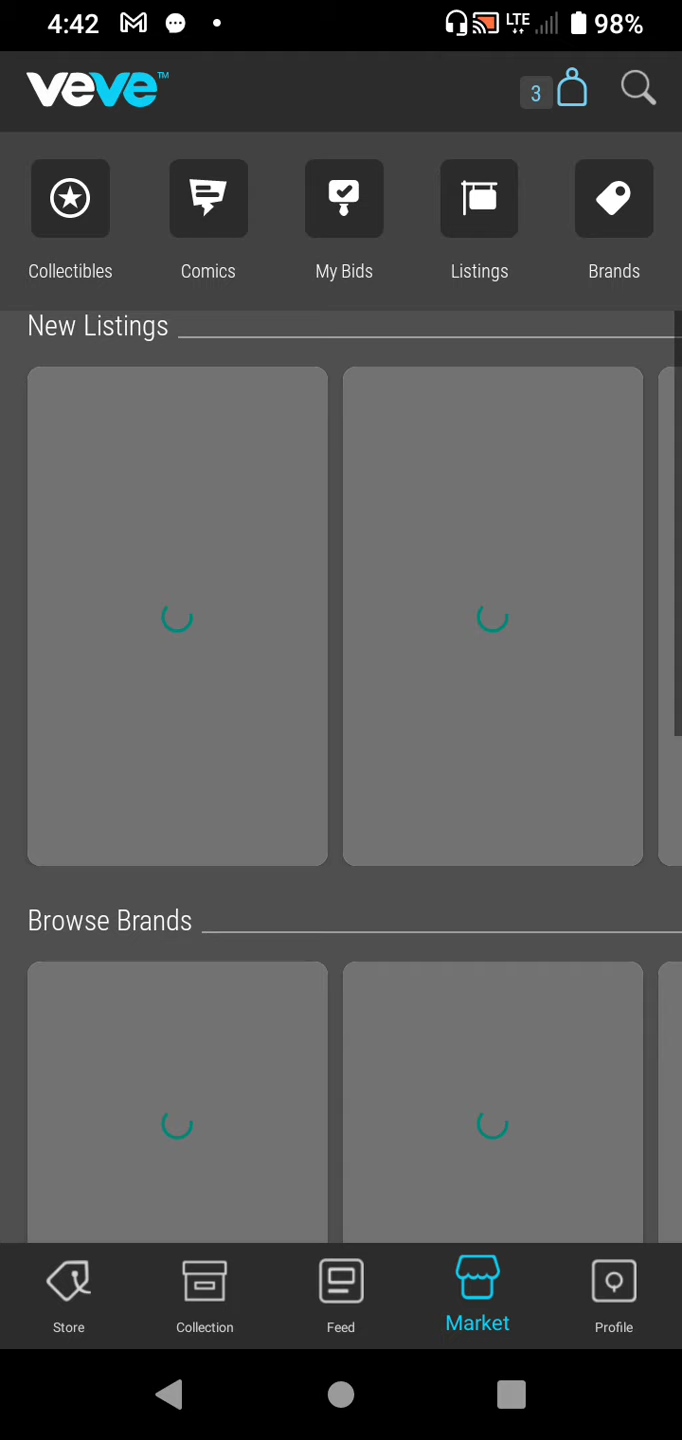 4:42
LTE
98%
veve™
3
Collectibles
Comics
My Bids
Listings
Brands
New Listings
Browse Brands
Store
Collection
Feed
Market
Profile